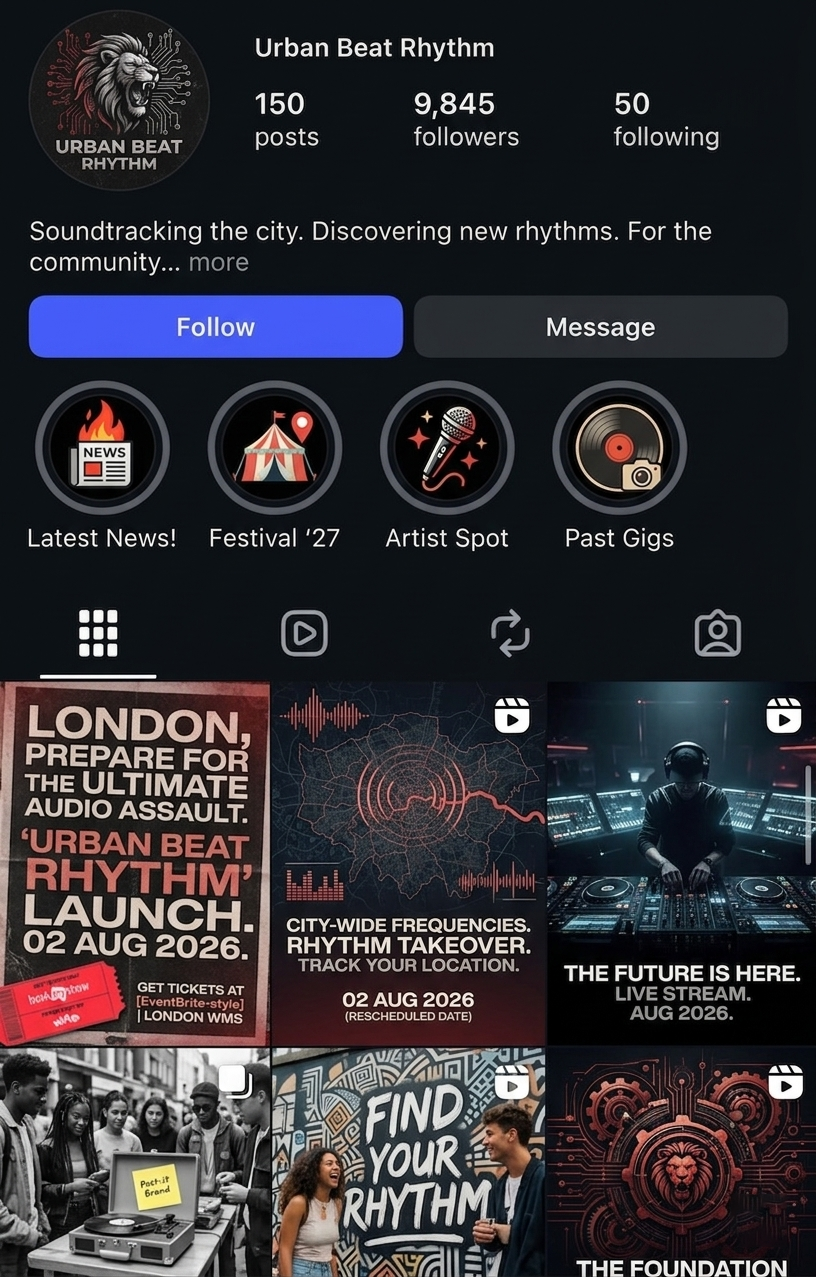 URBAN BEAT
RHYTHM
Urban Beat Rhythm
150
posts
9,845
followers
50
following
Soundtracking the city. Discovering new rhythms. For the
community... more
Follow
Message
NEWS
Latest News!
Festival ‘27
Artist Spot
Past Gigs
LONDON,
PREPARE FOR
THE ULTIMATE
AUDIO ASSAULT.
‘URBAN BEAT
RHYTHM’
LAUNCH.
02 AUG 2026.
GET TICKETS AT
[EventBrite-style]
| LONDON WMS
CITY-WIDE FREQUENCIES.
RHYTHM TAKEOVER.
TRACK YOUR LOCATION.
02 AUG 2026
(RESCHEDULED DATE)
THE FUTURE IS HERE.
LIVE STREAM.
AUG 2026.
Post-it
Brand
FIND
YOUR
RHYTHM
THE FOUNDATION